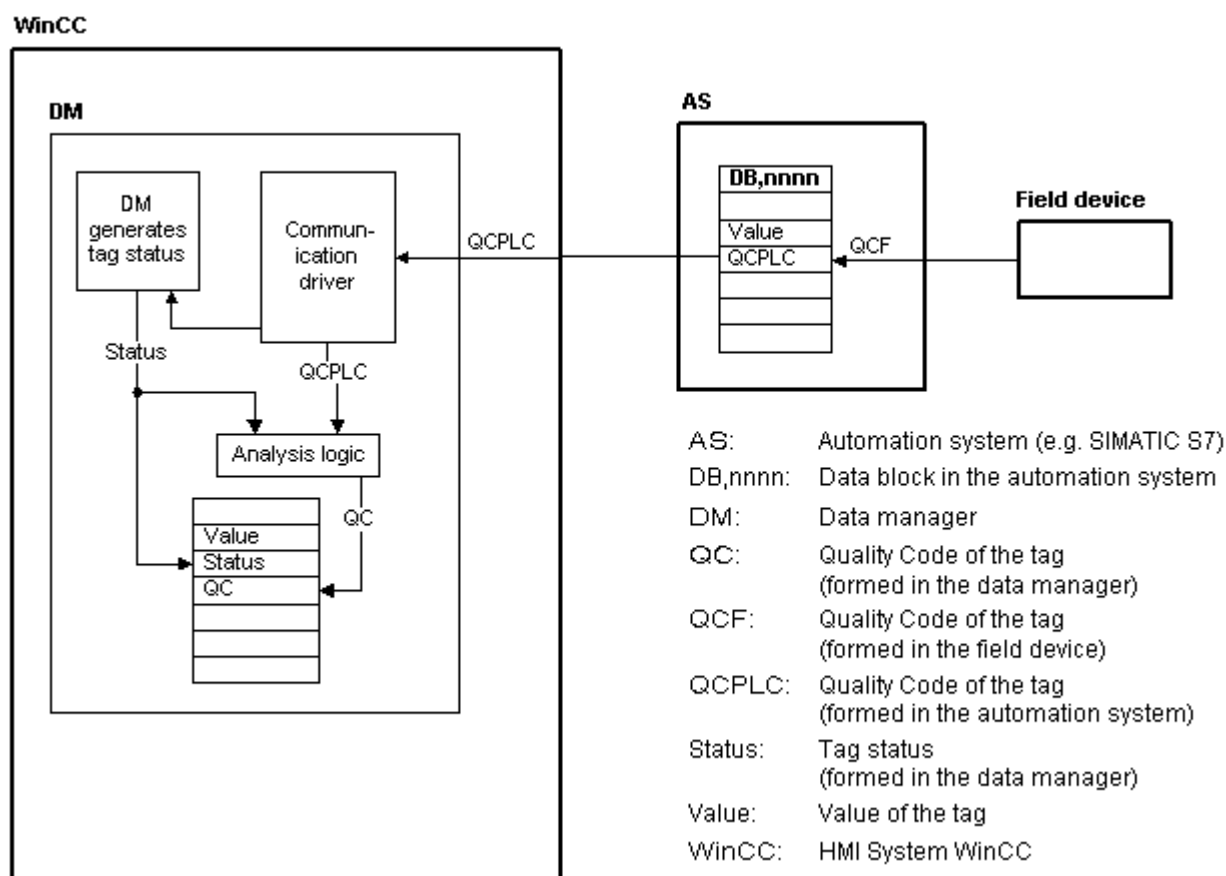 WinCC
DM
AS
DM
generates
tag status
Commun-
ication
driver
QCPLC
DB,nnnn
Value
QCPLC
QCF
Field device
Status
QCPLC
Analysis logic
QC
Value
Status
QC
AS: Automation system (e.g. SIMATIC S7)
DB,nnnn: Data block in the automation system
DM: Data manager
QC: Quality Code of the tag
(formed in the data manager)
QCF: Quality Code of the tag
(formed in the field device)
QCPLC: Quality Code of the tag
(formed in the automation system)
Status: Tag status
(formed in the data manager)
Value: Value of the tag
WinCC: HMI System WinCC